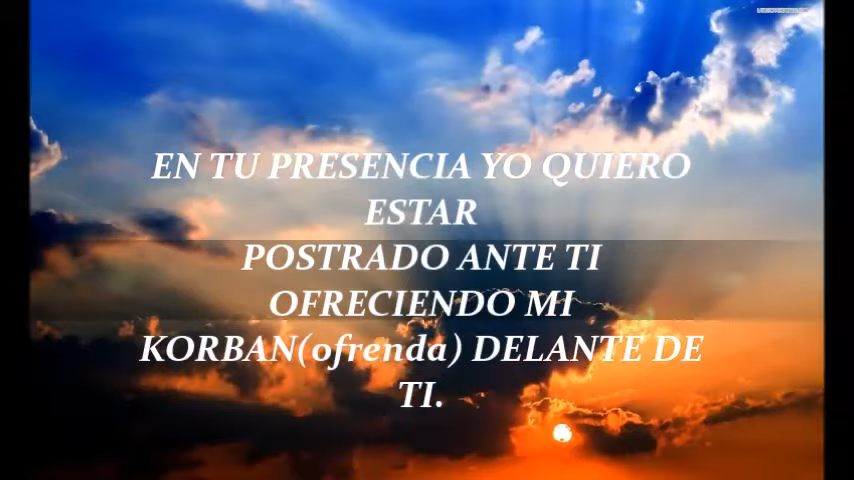 EN TU PRESENCIA YO QUIERO
ESTAR
POSTRADO ANTE TI
OFRECIENDO MI
KORBAN(ofrenda) DELANTE DE
TI.